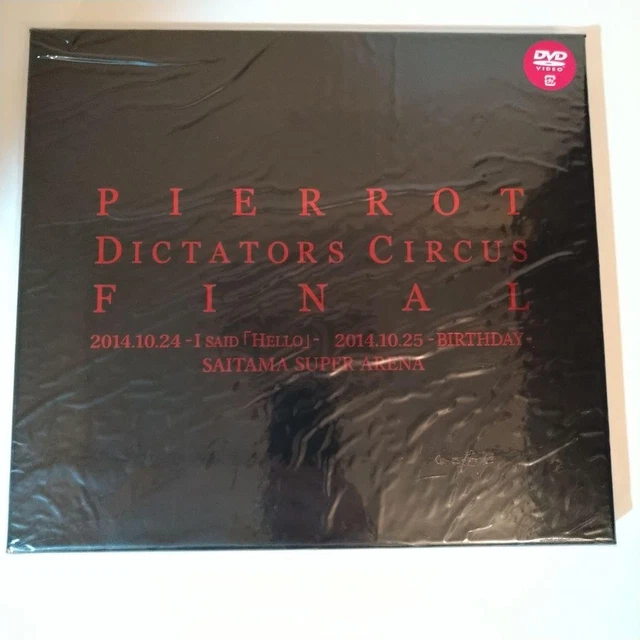 DVD
VIDEO
PIERROT
DICTATORS CIRCUS
FINAL
2014.10.24 -I SAID「HELLO」- 2014.10.25 -BIRTHDAY-
SAITAMA SUPER ARENA